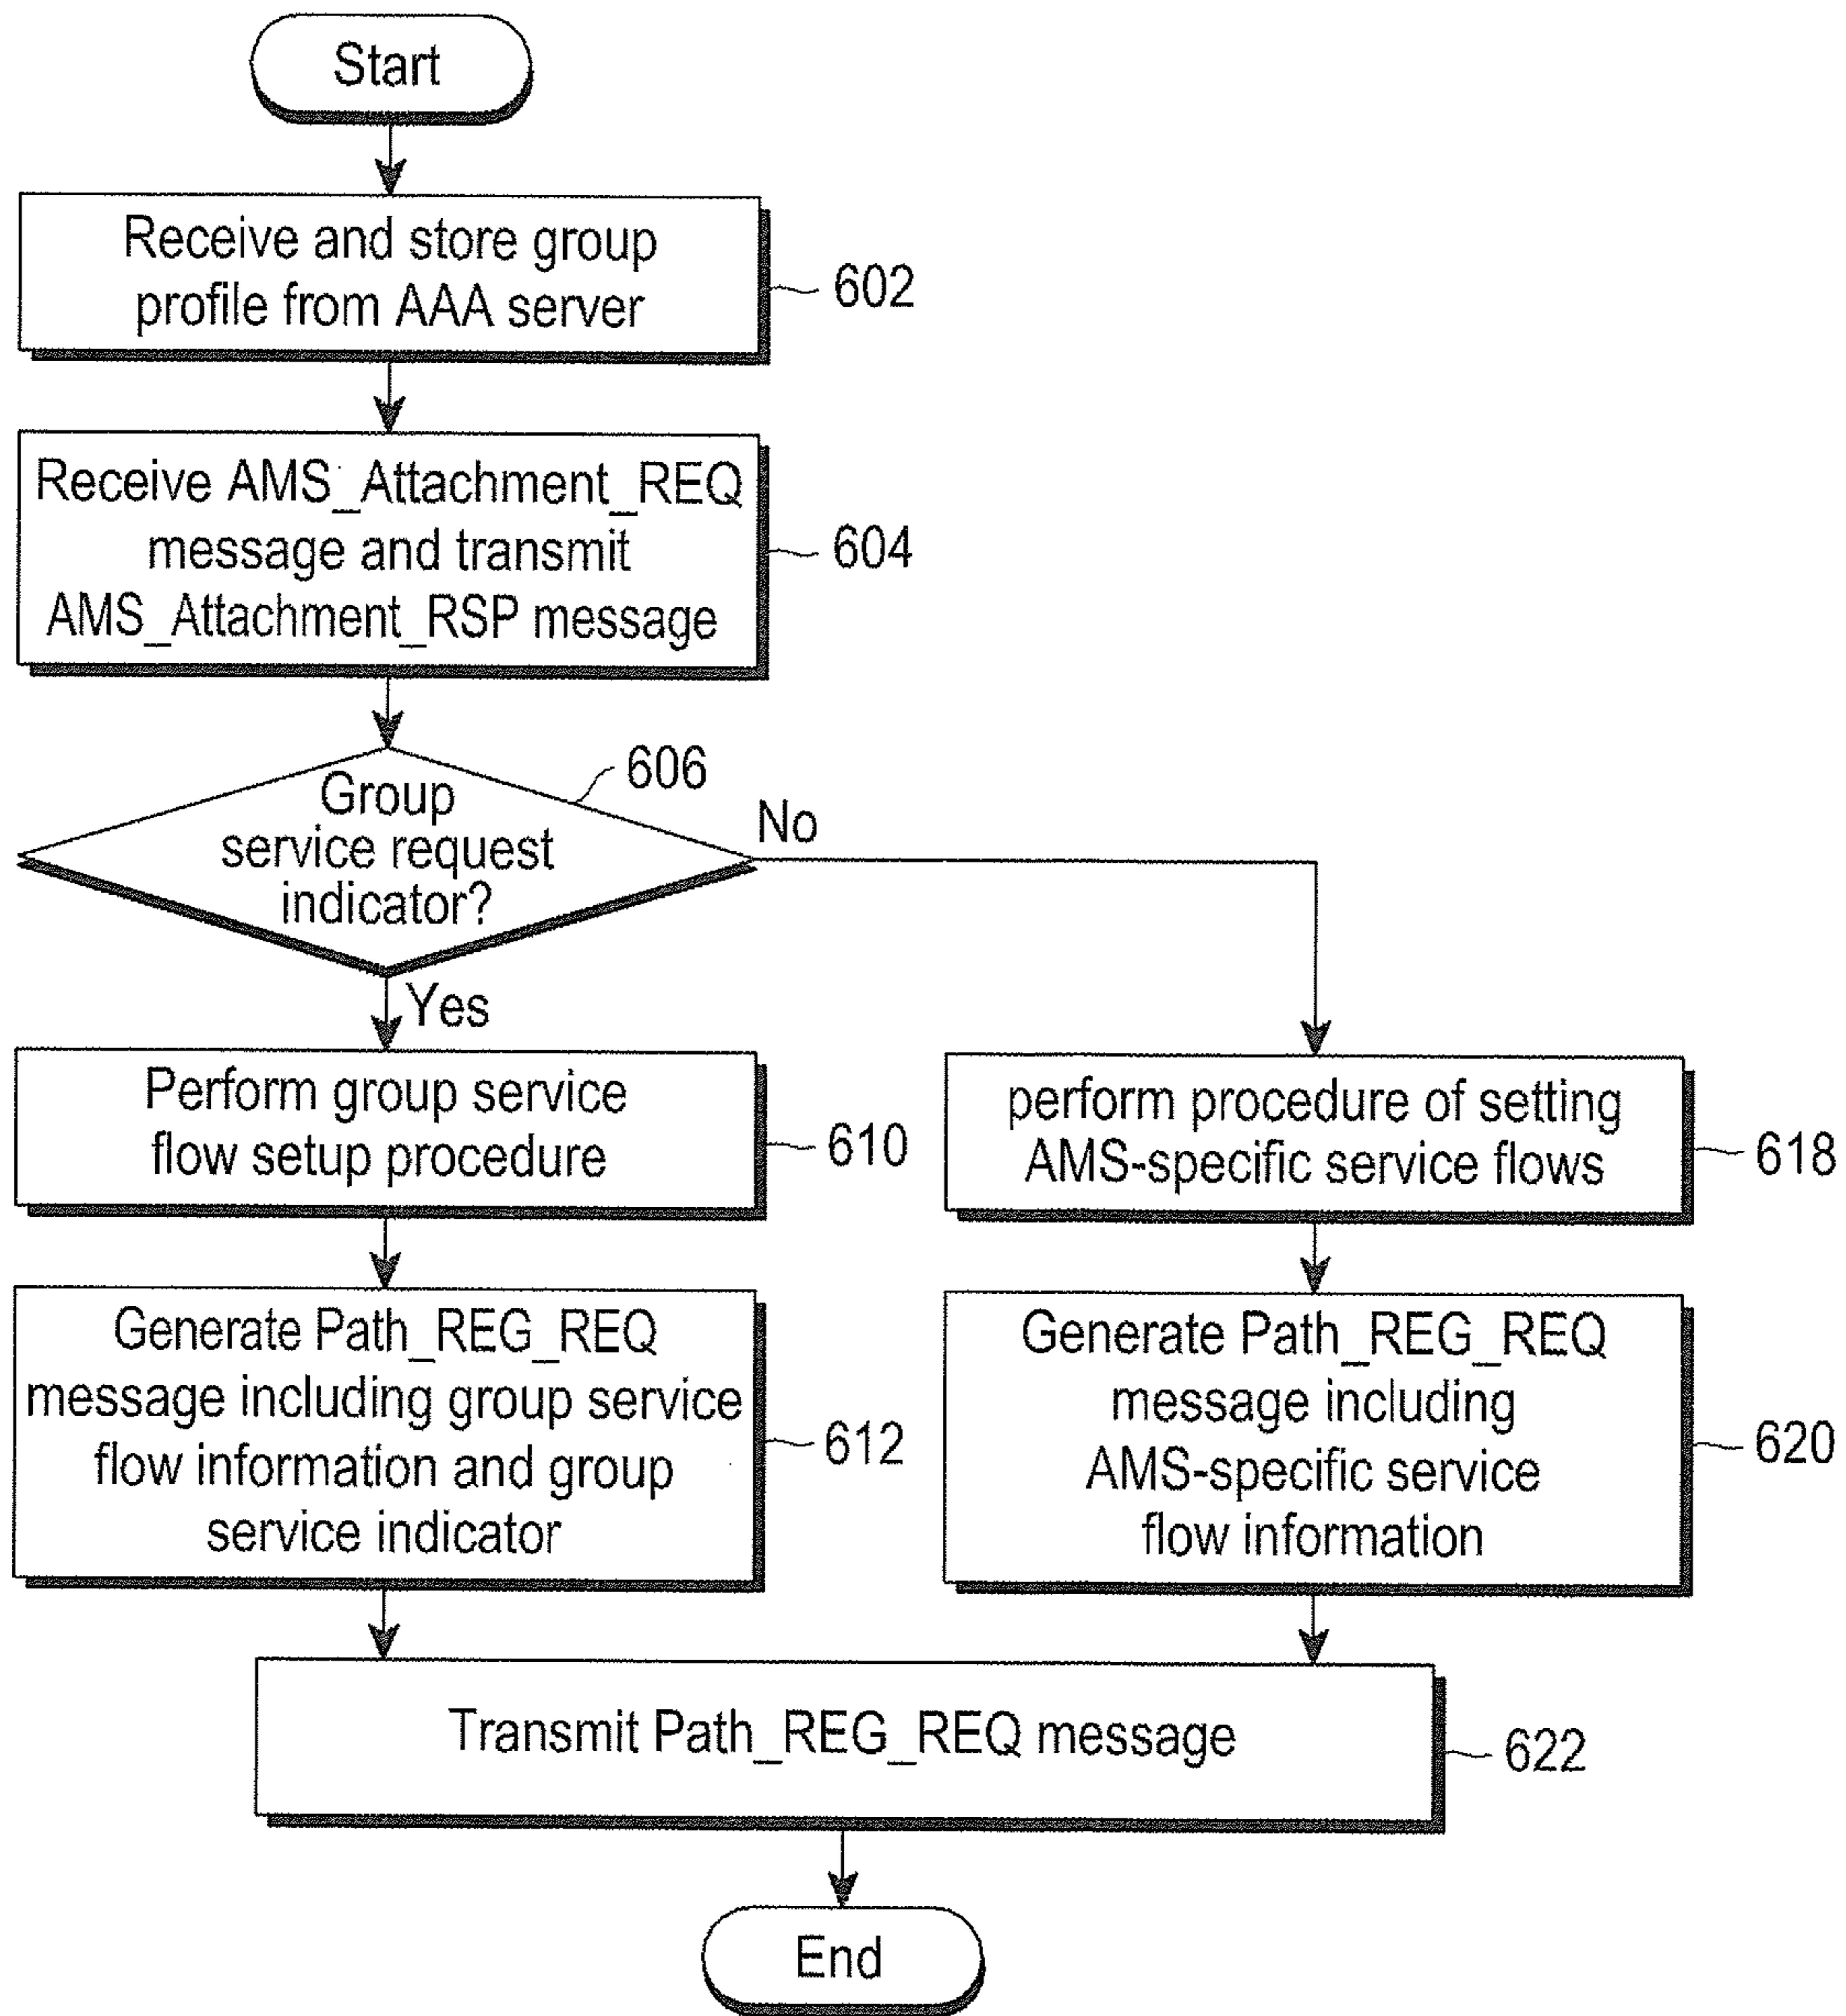 Start
Receive and store group
profile from AAA server
602
Receive AMS_Attachment_REQ
message and transmit
AMS_Attachment_RSP message
604
Group
service request
indicator?
606
No
Yes
Perform group service
flow setup procedure
610
perform procedure of setting
AMS-specific service flows
618
Generate Path_REG_REQ
message including group service
flow information and group
service indicator
612
Generate Path_REG_REQ
message including
AMS-specific service
flow information
620
Transmit Path_REG_REQ message
622
End